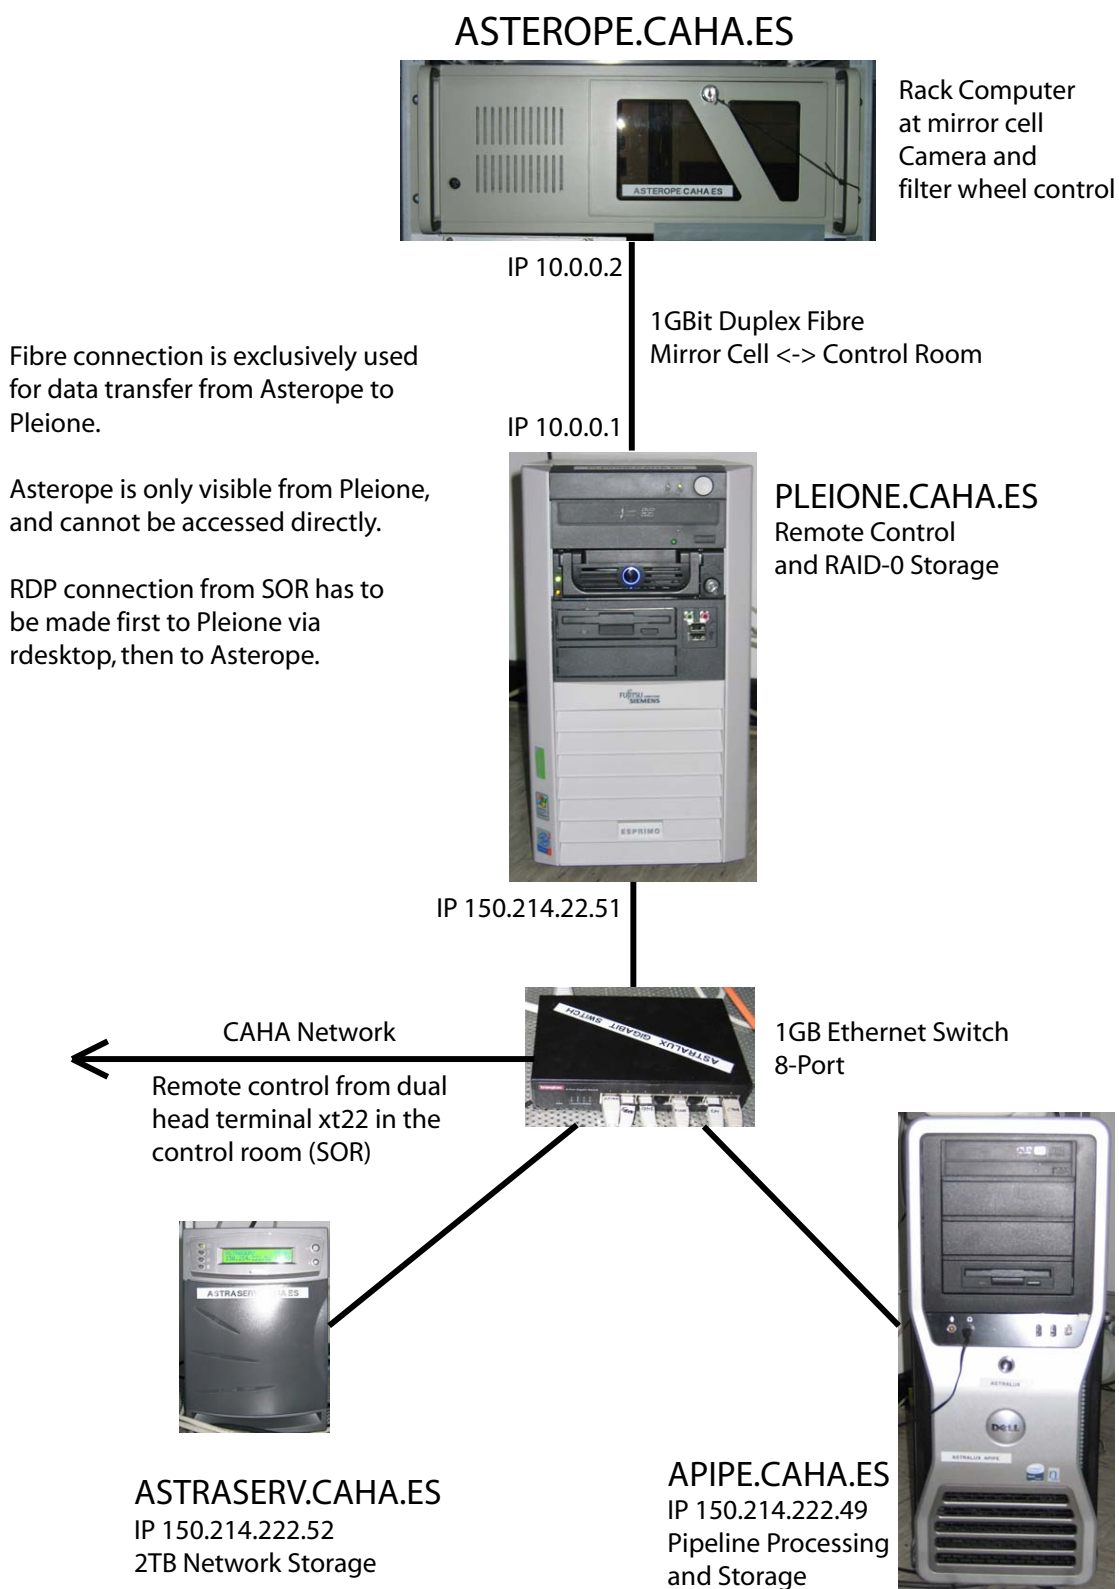 ASTEROPE.CAHA.ES
Rack Computer
at mirror cell
Camera and
filter wheel control
ASTEROPE CAHA ES
IP 10.0.0.2
1GBit Duplex Fibre
Mirror Cell <-> Control Room
Fibre connection is exclusively used
for data transfer from Asterope to
Pleione.
Asterope is only visible from Pleione,
and cannot be accessed directly.
RDP connection from SOR has to
be made first to Pleione via
rdesktop, then to Asterope.
IP 10.0.0.1
PLEIONE.CAHA.ES
Remote Control
and RAID-0 Storage
FUJITSU
SIEMENS
ESPRIMO
IP 150.214.22.51
ASTRALUX GIGABIT SWITCH
1GB Ethernet Switch
8-Port
CAHA Network
Remote control from dual
head terminal xt22 in the
control room (SOR)
ASTRALUX
DELL
ASTRALUX APIPE
ASTRASERV.CAHA.ES
IP 150.214.222.52
2TB Network Storage
APIPE.CAHA.ES
IP 150.214.222.49
Pipeline Processing
and Storage